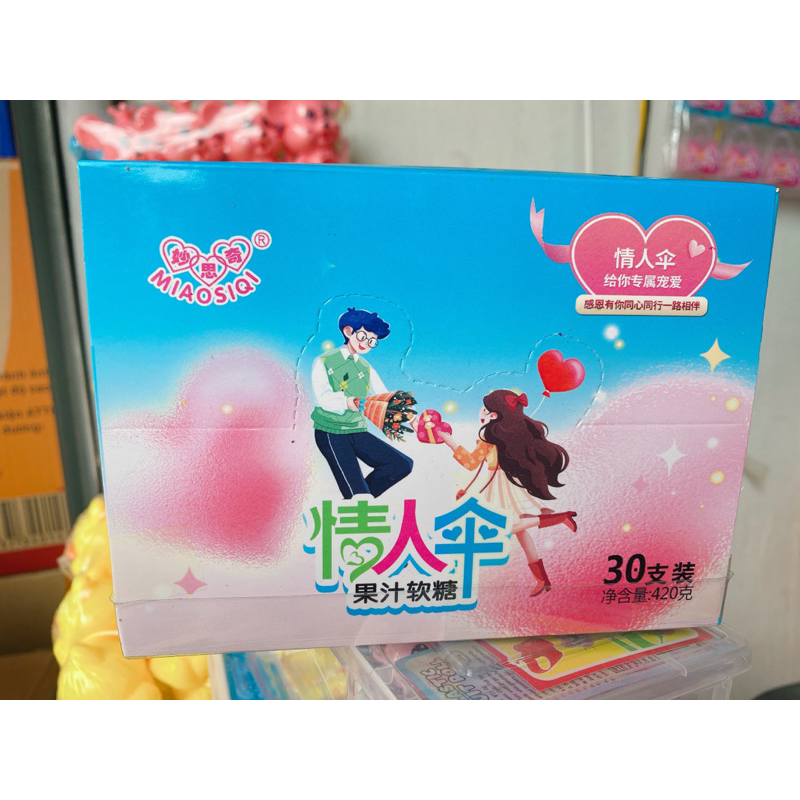 妙思奇®
MIAOSIQI
情人伞
给你专属宠爱
感恩有你同心同行一路相伴
情人伞
果汁软糖
30支装
净含量:420克